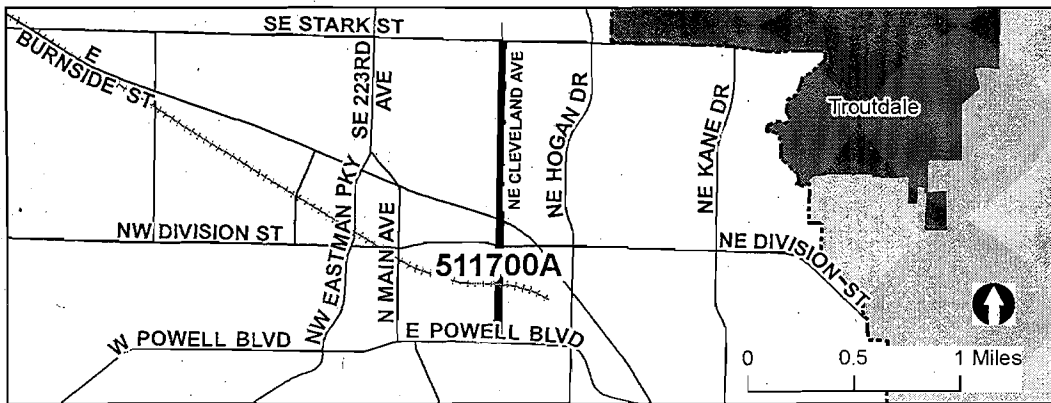 SE STARK ST
E
BURNSIDE ST
SE 223RD
AVE
NE CLEVELAND AVE
NE HOGAN DR
NE KANE DR
Troutdale
NW EASTMAN PKY
N MAIN AVE
NW DIVISION ST
NE DIVISION ST
511700A
W POWELL BLVD
E POWELL BLVD
0 0.5 1 Miles